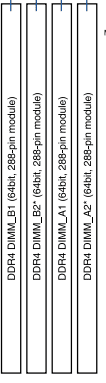 DDR4 DIMM_B1 (64bit, 288-pin module)
DDR4 DIMM_B2* (64bit, 288-pin module)
DDR4 DIMM_A1 (64bit, 288-pin module)
DDR4 DIMM_A2* (64bit, 288-pin module)